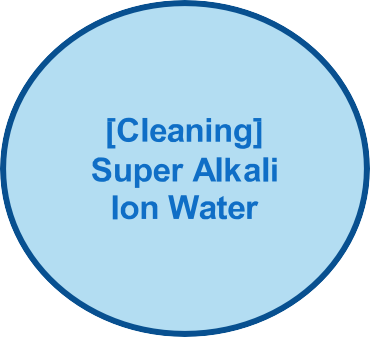 [Cleaning]
Super Alkali
Ion Water